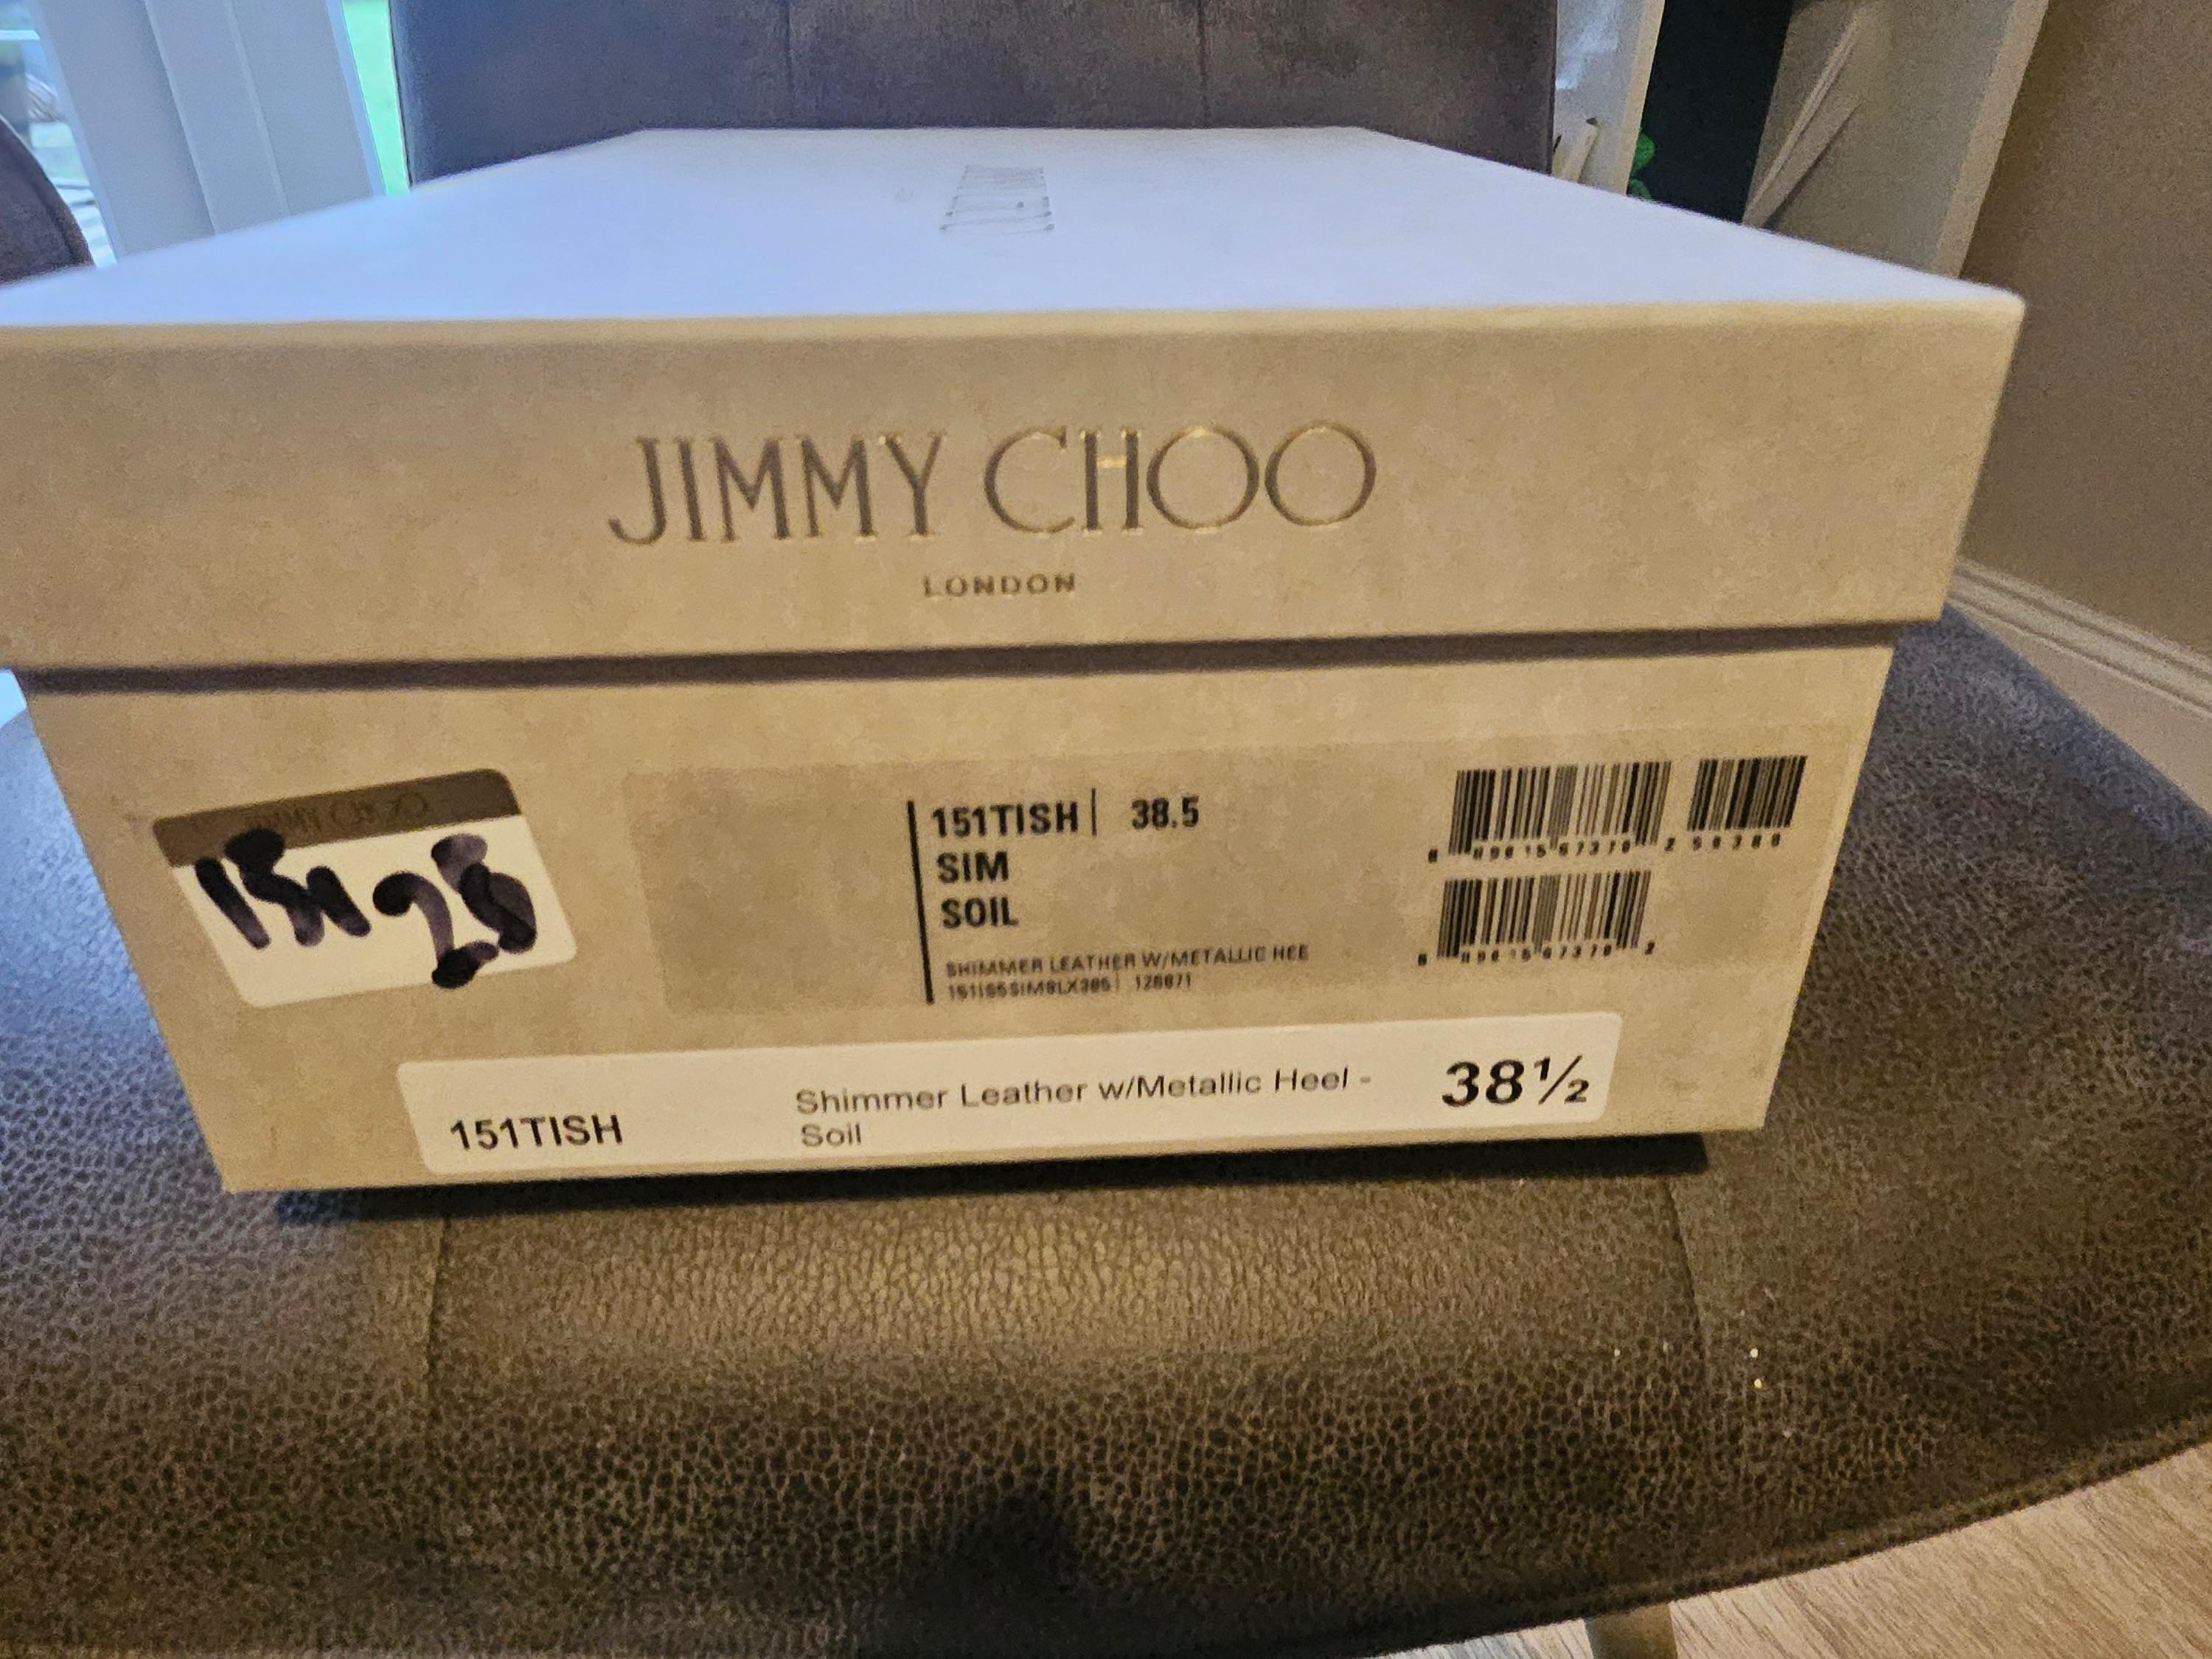 JIMMY CHOO
LONDON
151TISH | 38.5
SIM
SOIL
SHIMMER LEATHER W/METALLIC HEE
126671
151TISH
Shimmer Leather w/Metallic Heel -
Soil
38½